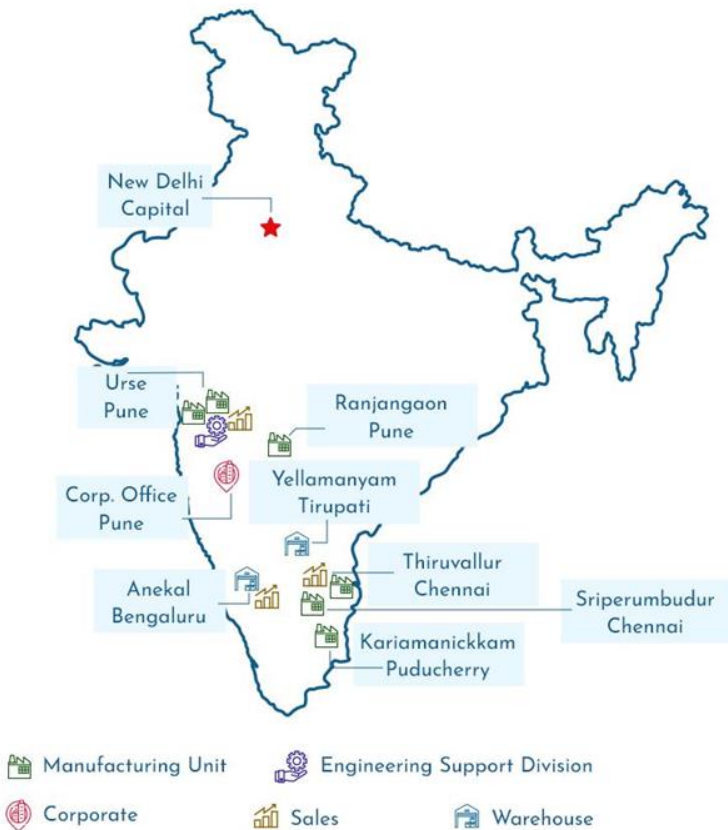 New Delhi
Capital
Urse
Pune
Ranjangaon
Pune
Corp. Office
Pune
Yellamanyam
Tirupati
Anekal
Bengaluru
Thiruvallur
Chennai
Sriperumbudur
Chennai
Kariamanickkam
Puducherry
Manufacturing Unit
Engineering Support Division
Corporate
Sales
Warehouse